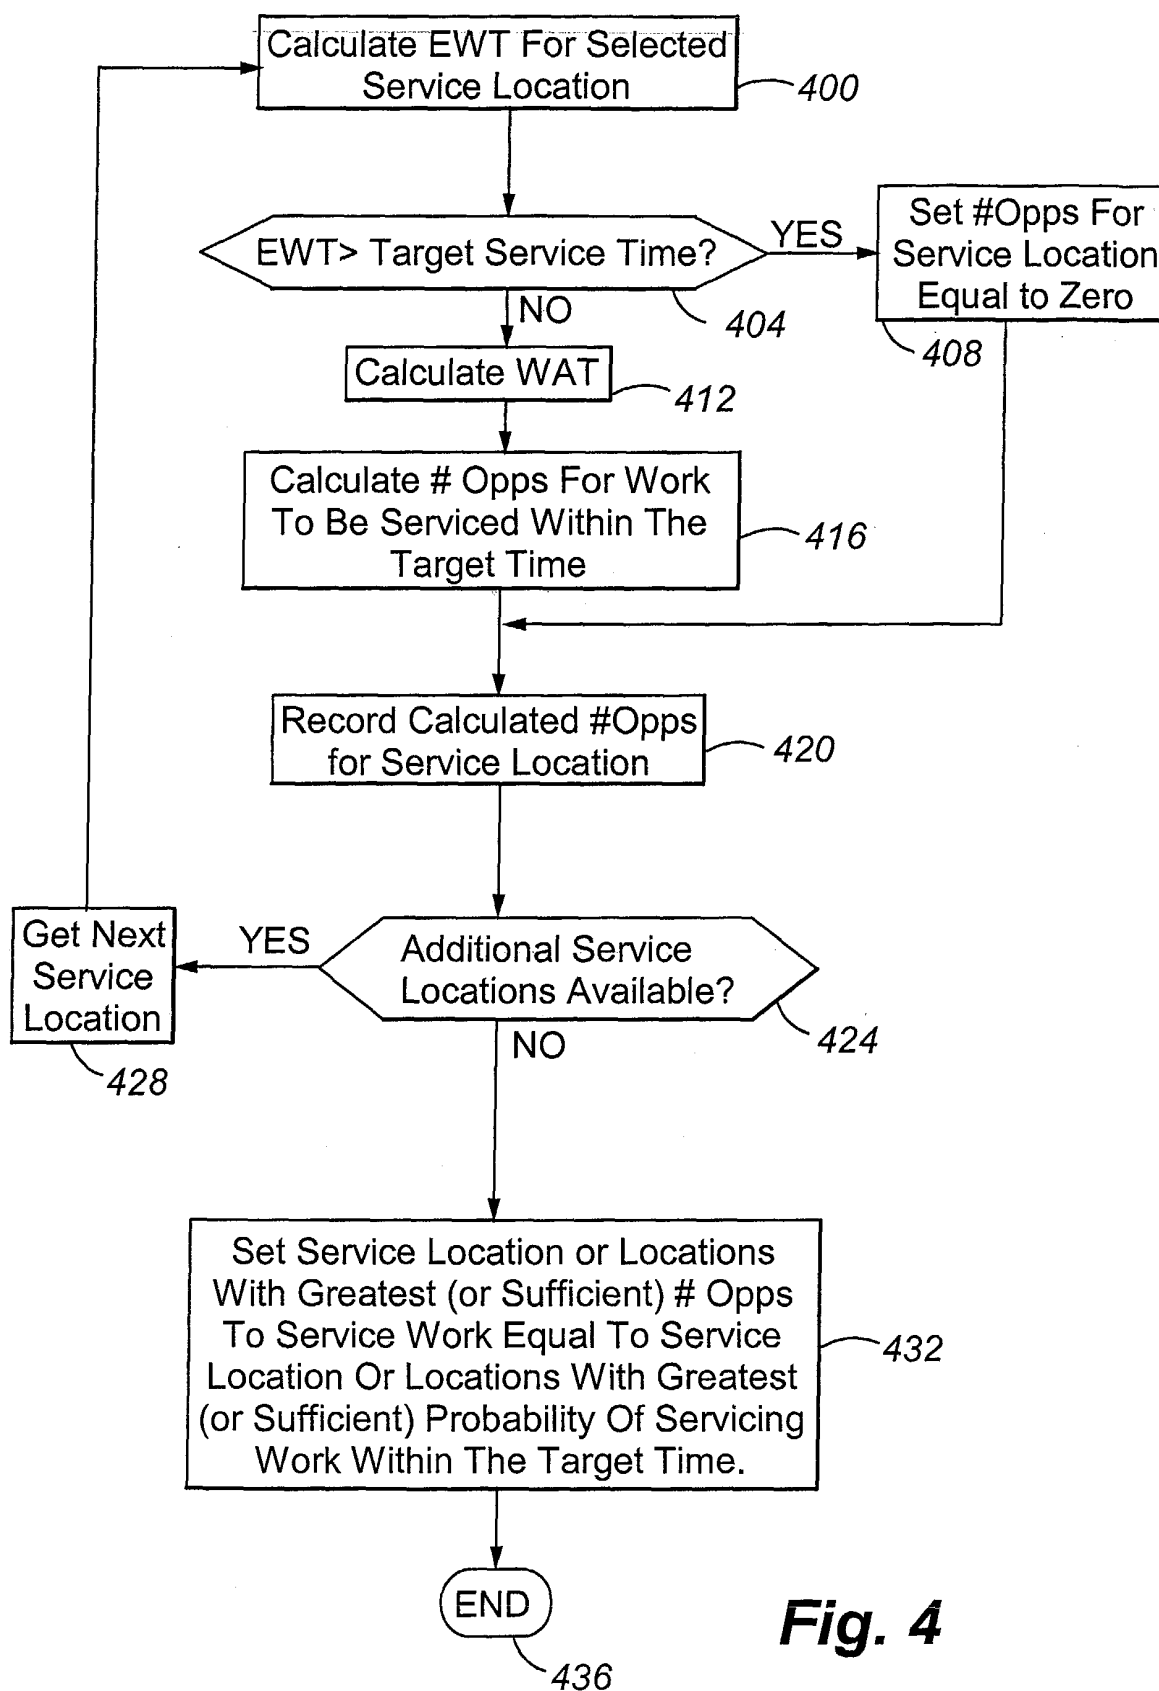 Calculate EWT For Selected
Service Location
400
EWT> Target Service Time?
YES
Set #Opps For
Service Location
Equal to Zero
NO
404
408
Calculate WAT
412
Calculate # Opps For Work
To Be Serviced Within The
Target Time
416
Record Calculated #Opps
for Service Location
420
Get Next
Service
Location
YES
Additional Service
Locations Available?
424
NO
428
Set Service Location or Locations
With Greatest (or Sufficient) # Opps
To Service Work Equal To Service
Location Or Locations With Greatest
(or Sufficient) Probability Of Servicing
Work Within The Target Time.
432
END
436
Fig. 4